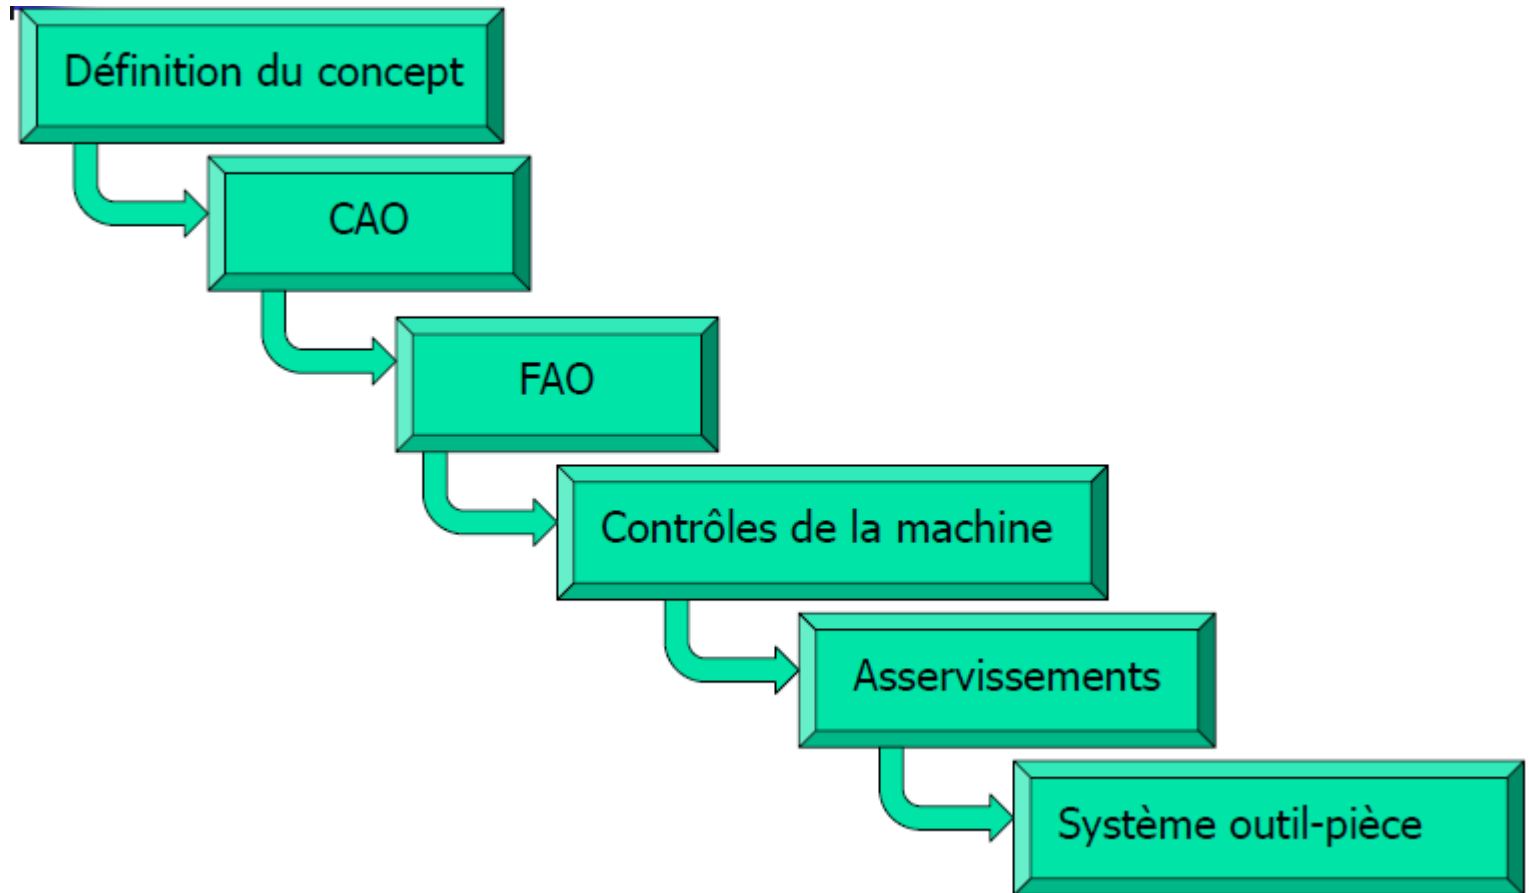 Définition du concept
CAO
FAO
Contrôles de la machine
Asservissements
Système outil-pièce